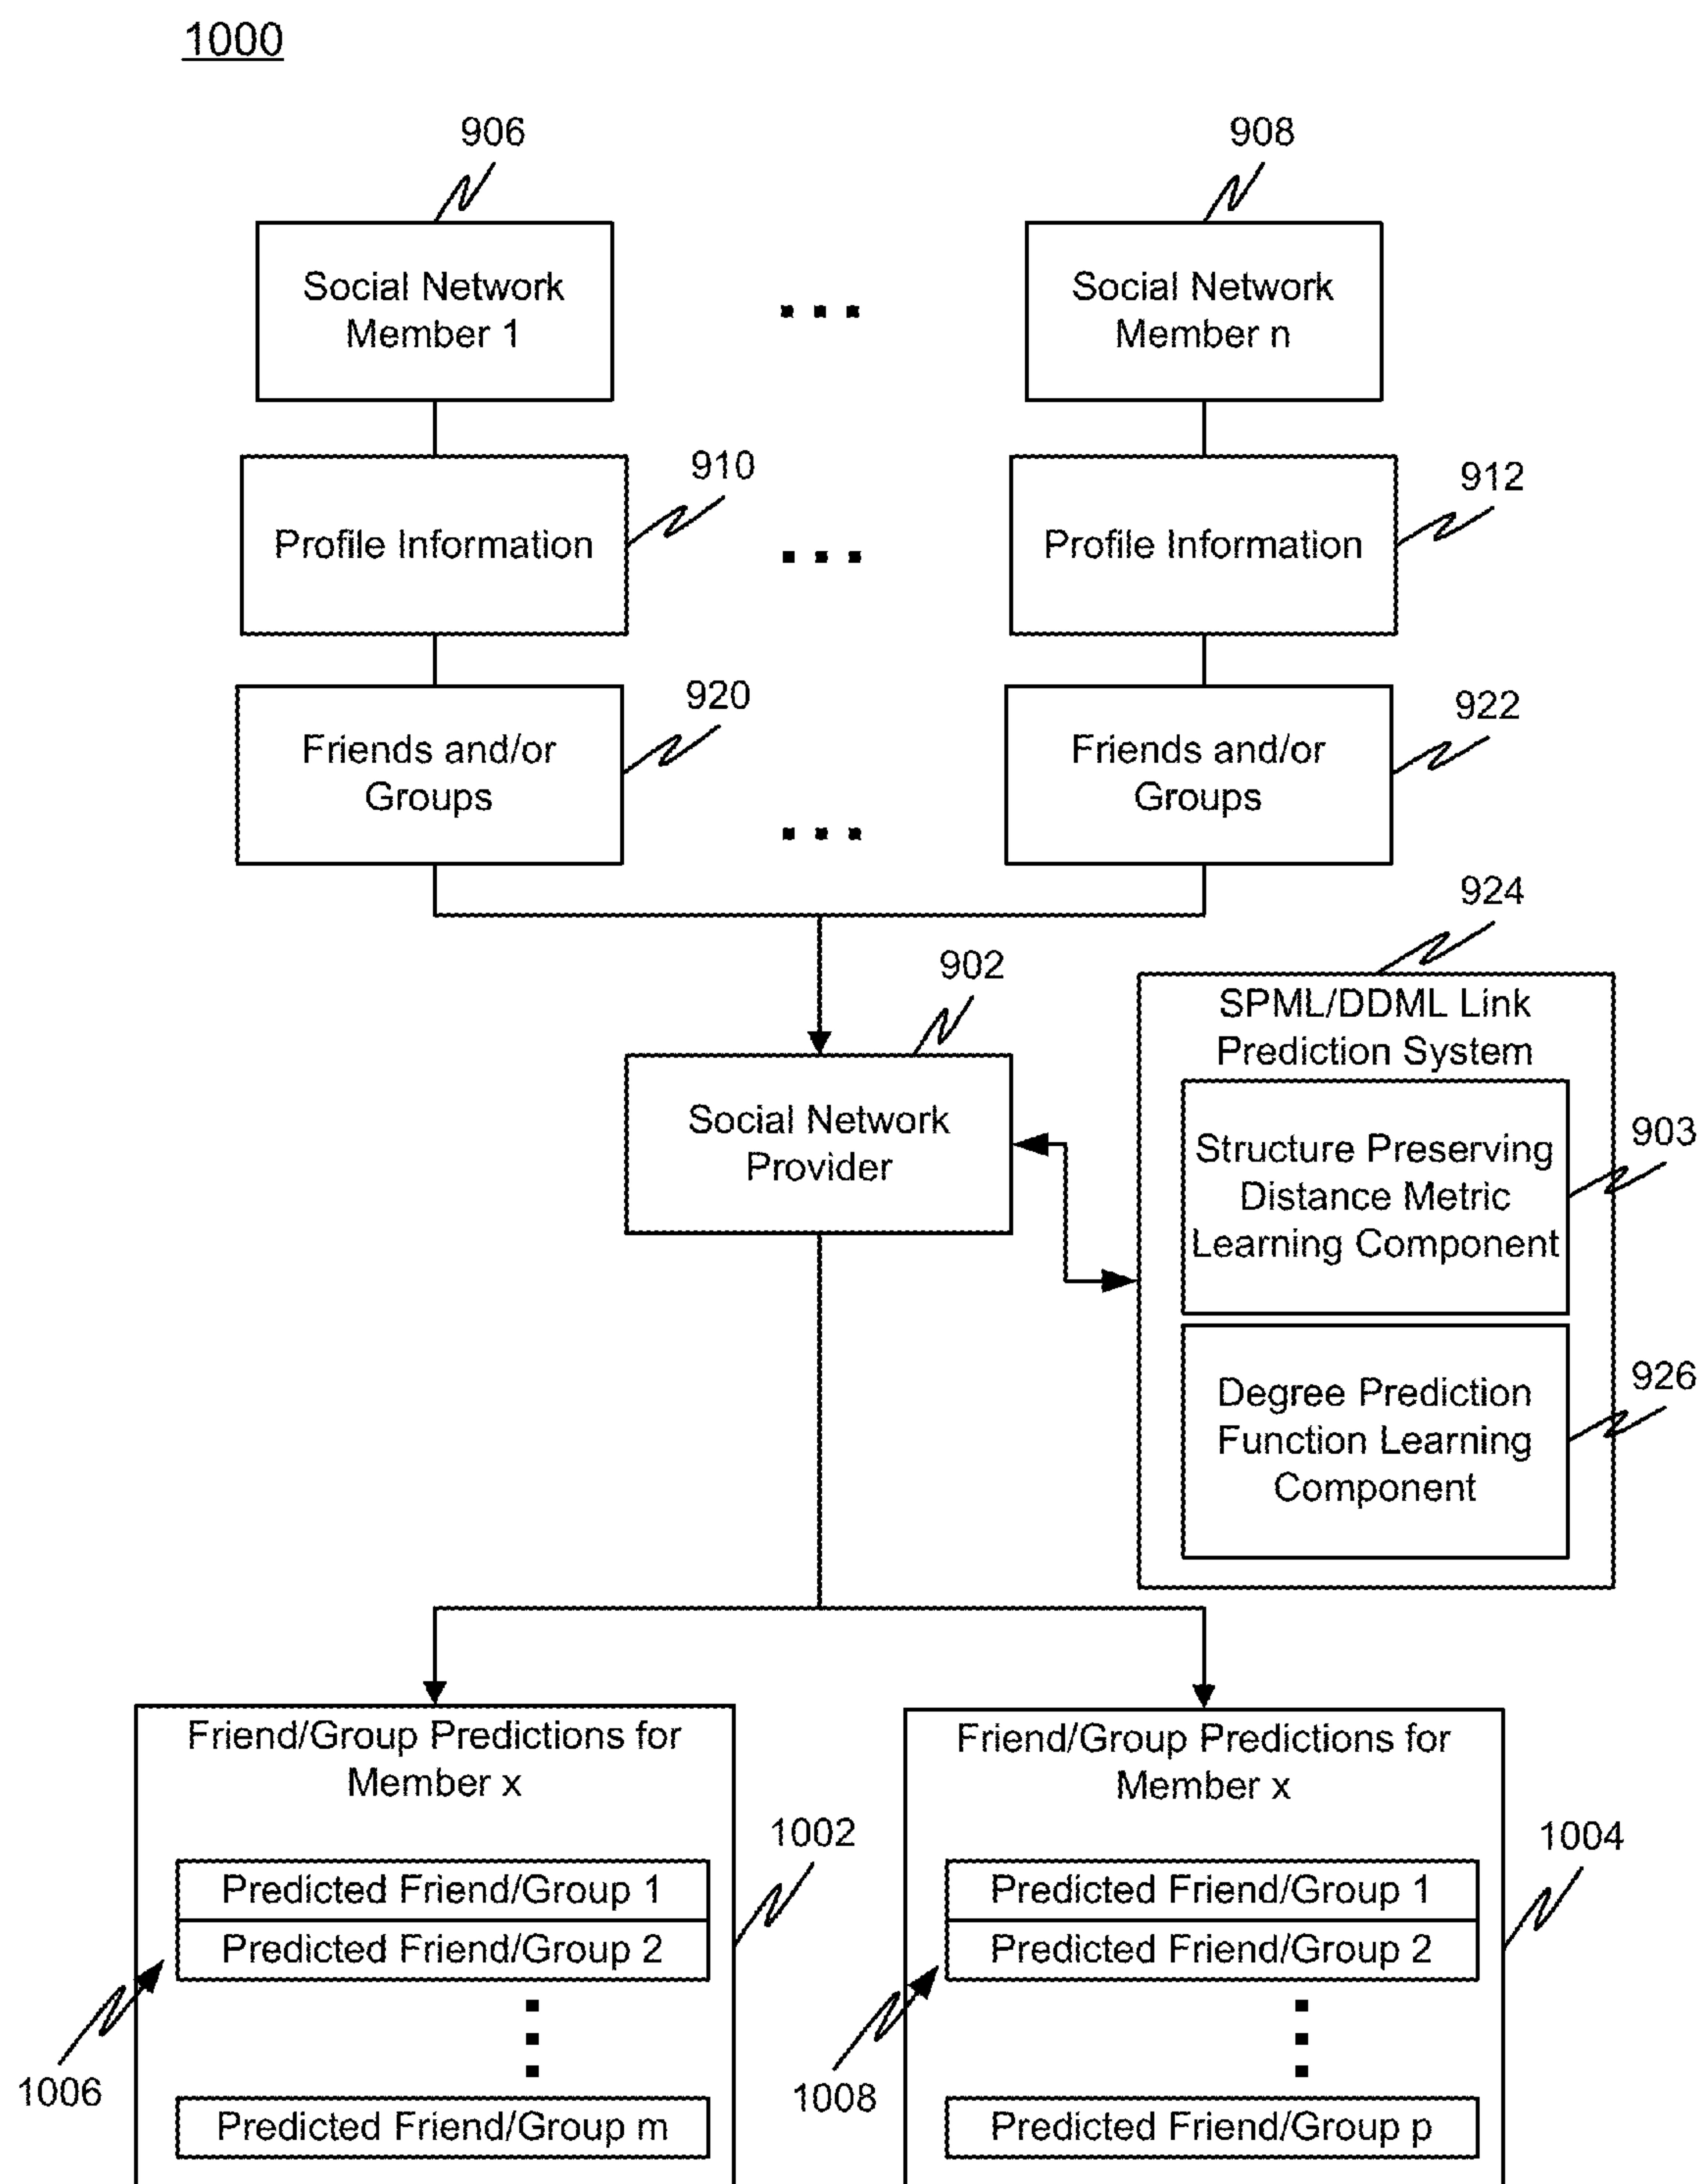 1000
906
908
Social Network
Member 1
Social Network
Member n
910
912
Profile Information
Profile Information
920
922
Friends and/or
Groups
Friends and/or
Groups
924
902
SPML/DDML Link
Prediction System
Social Network
Provider
Structure Preserving
Distance Metric
Learning Component
903
Degree Prediction
Function Learning
Component
926
Friend/Group Predictions for
Member x
1002
Predicted Friend/Group 1
Predicted Friend/Group 2
1006
Predicted Friend/Group m
Friend/Group Predictions for
Member x
1004
Predicted Friend/Group 1
Predicted Friend/Group 2
1008
Predicted Friend/Group p